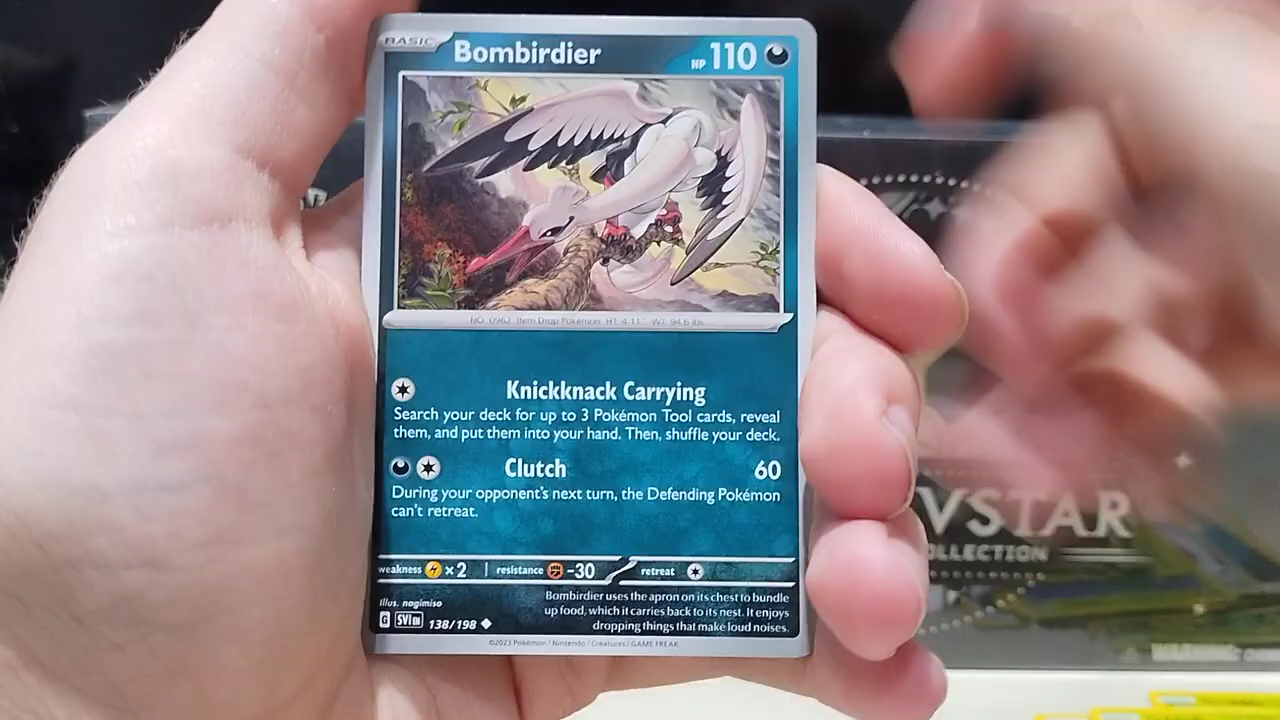 BASIC Bombirdier HP 110
NO. 0962 Item Drop Pokémon HT: 4'11" WT: 94.6 lbs.
Knickknack Carrying
Search your deck for up to 3 Pokémon Tool cards, reveal
them, and put them into your hand. Then, shuffle your deck.
Clutch 60
During your opponent's next turn, the Defending Pokémon
can't retreat.
weakness ×2 resistance -30 retreat
Illus. nagimiso
G SVI EN 138/198
Bombirdier uses the apron on its chest to bundle
up food, which it carries back to its nest. It enjoys
dropping things that make loud noises.
©2023 Pokémon / Nintendo / Creatures / GAME FREAK
VSTAR
OLLECTION
WARNING: